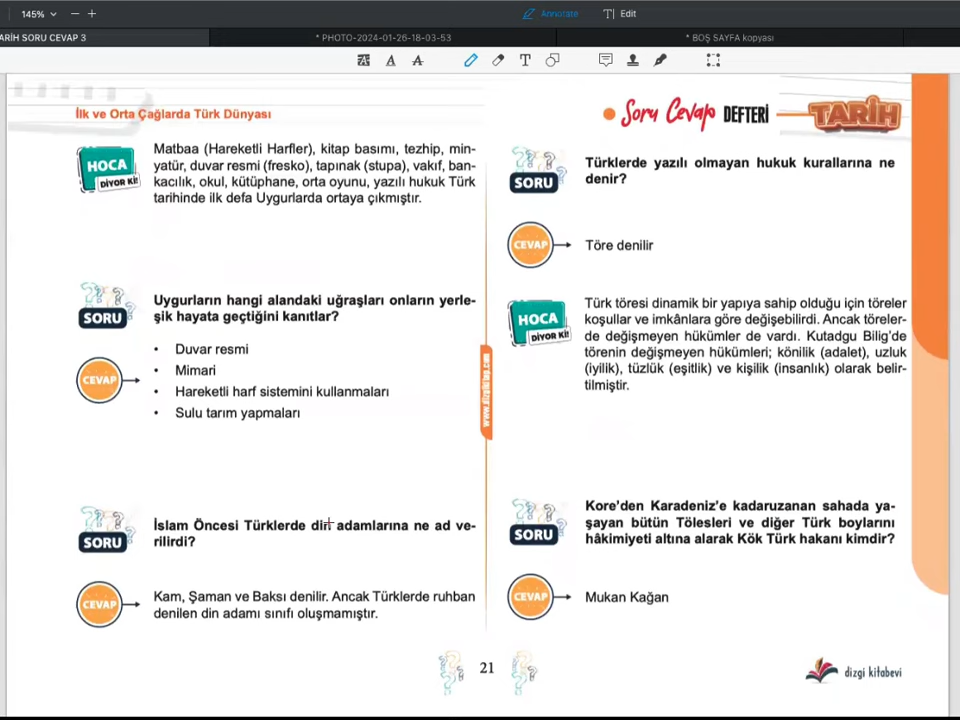 145%
Annotate
Edit
ARİH SORU CEVAP 3
* PHOTO-2024-01-26-18-03-53
* BOŞ SAYFA kopyası
İlk ve Orta Çağlarda Türk Dünyası
HOCA
DİYOR Kİ!
Matbaa (Hareketli Harfler), kitap basımı, tezhip, min-
yatür, duvar resmi (fresko), tapınak (stupa), vakıf, ban-
kacılık, okul, kütüphane, orta oyunu, yazılı hukuk Türk
tarihinde ilk defa Uygurlarda ortaya çıkmıştır.
SORU
Uygurların hangi alandaki uğraşları onların yerle-
şik hayata geçtiğini kanıtlar?
CEVAP
• Duvar resmi
• Mimari
• Hareketli harf sistemini kullanmaları
• Sulu tarım yapmaları
SORU
İslam Öncesi Türklerde din adamlarına ne ad ve-
rilirdi?
CEVAP
Kam, Şaman ve Baksı denilir. Ancak Türklerde ruhban
denilen din adamı sınıfı oluşmamıştır.
www.dizgikitap.com
Soru Cevap DEFTERİ
TARİH
SORU
Türklerde yazılı olmayan hukuk kurallarına ne
denir?
CEVAP
Töre denilir
HOCA
DİYOR Kİ!
Türk töresi dinamik bir yapıya sahip olduğu için töreler
koşullar ve imkânlara göre değişebilirdi. Ancak töreler-
de değişmeyen hükümler de vardı. Kutadgu Bilig’de
törenin değişmeyen hükümleri; könilik (adalet), uzluk
(iyilik), tüzlük (eşitlik) ve kişilik (insanlık) olarak belir-
tilmiştir.
SORU
Kore’den Karadeniz’e kadaruzanan sahada ya-
şayan bütün Tölesleri ve diğer Türk boylarını
hâkimiyeti altına alarak Kök Türk hakanı kimdir?
CEVAP
Mukan Kağan
21
dizgi kitabevi